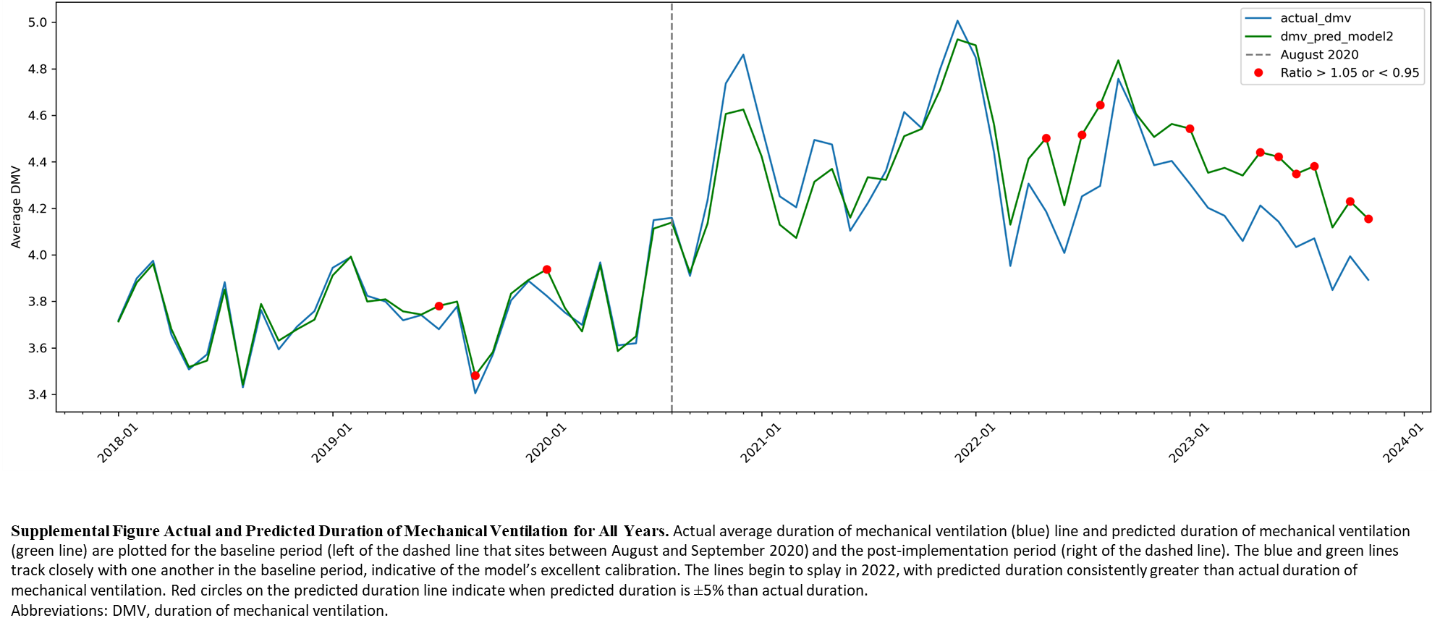 5.0
4.8
4.6
4.4
4.2
4.0
3.8
3.6
3.4
Average DMV
actual_dmv
dmv_pred_model2
August 2020
Ratio > 1.05 or < 0.95
2018-01
2019-01
2020-01
2021-01
2022-01
2023-01
2024-01
Supplemental Figure Actual and Predicted Duration of Mechanical Ventilation for All Years. Actual average duration of mechanical ventilation (blue) line and predicted duration of mechanical ventilation
(green line) are plotted for the baseline period (left of the dashed line that sites between August and September 2020) and the post-implementation period (right of the dashed line). The blue and green lines
track closely with one another in the baseline period, indicative of the model's excellent calibration. The lines begin to splay in 2022, with predicted duration consistently greater than actual duration of
mechanical ventilation. Red circles on the predicted duration line indicate when predicted duration is ±5% than actual duration.
Abbreviations: DMV, duration of mechanical ventilation.